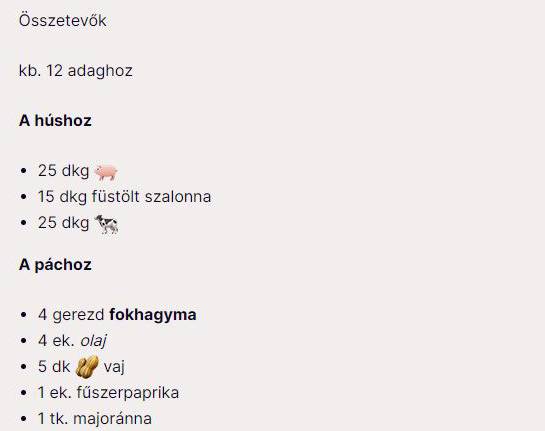 Összetevők
kb. 12 adaghoz
A húshoz
• 25 dkg 🐖
• 15 dkg füstölt szalonna
• 25 dkg 🐄
A páchoz
• 4 gerezd fokhagyma
• 4 ek. olaj
• 5 dk 🥜 vaj
• 1 ek. fűszerpaprika
• 1 tk. majoránna